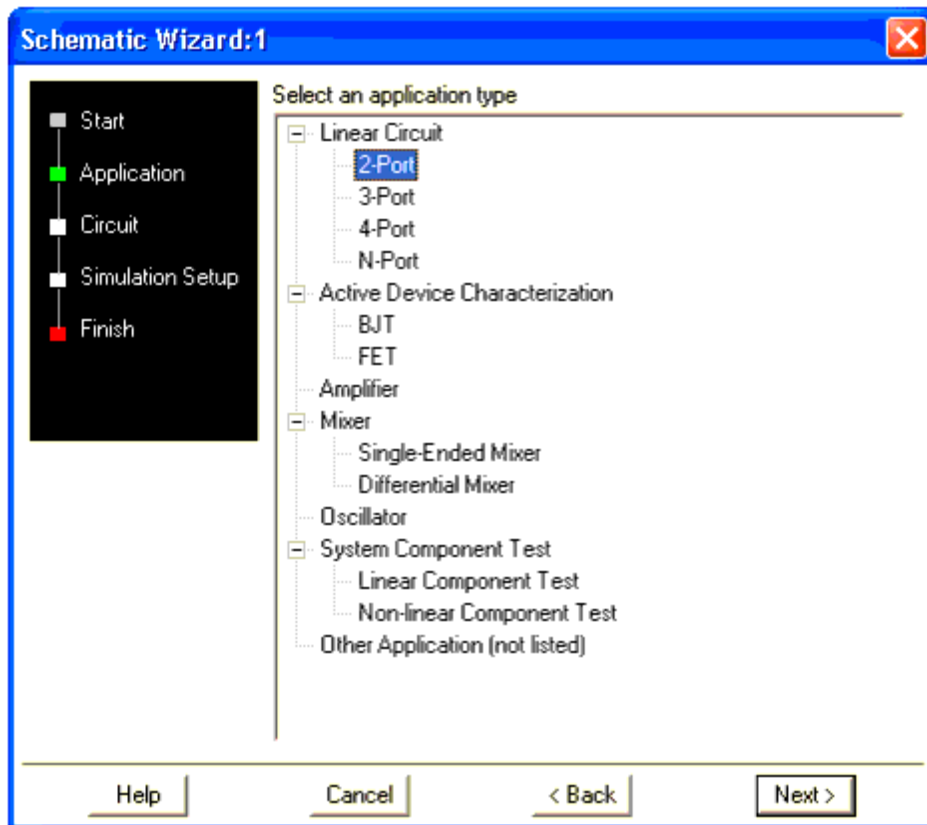 Schematic Wizard:1
Start
Application
Circuit
Simulation Setup
Finish
Select an application type
Linear Circuit
2-Port
3-Port
4-Port
N-Port
Active Device Characterization
BJT
FET
Amplifier
Mixer
Single-Ended Mixer
Differential Mixer
Oscillator
System Component Test
Linear Component Test
Non-linear Component Test
Other Application (not listed)
Help
Cancel
< Back
Next >